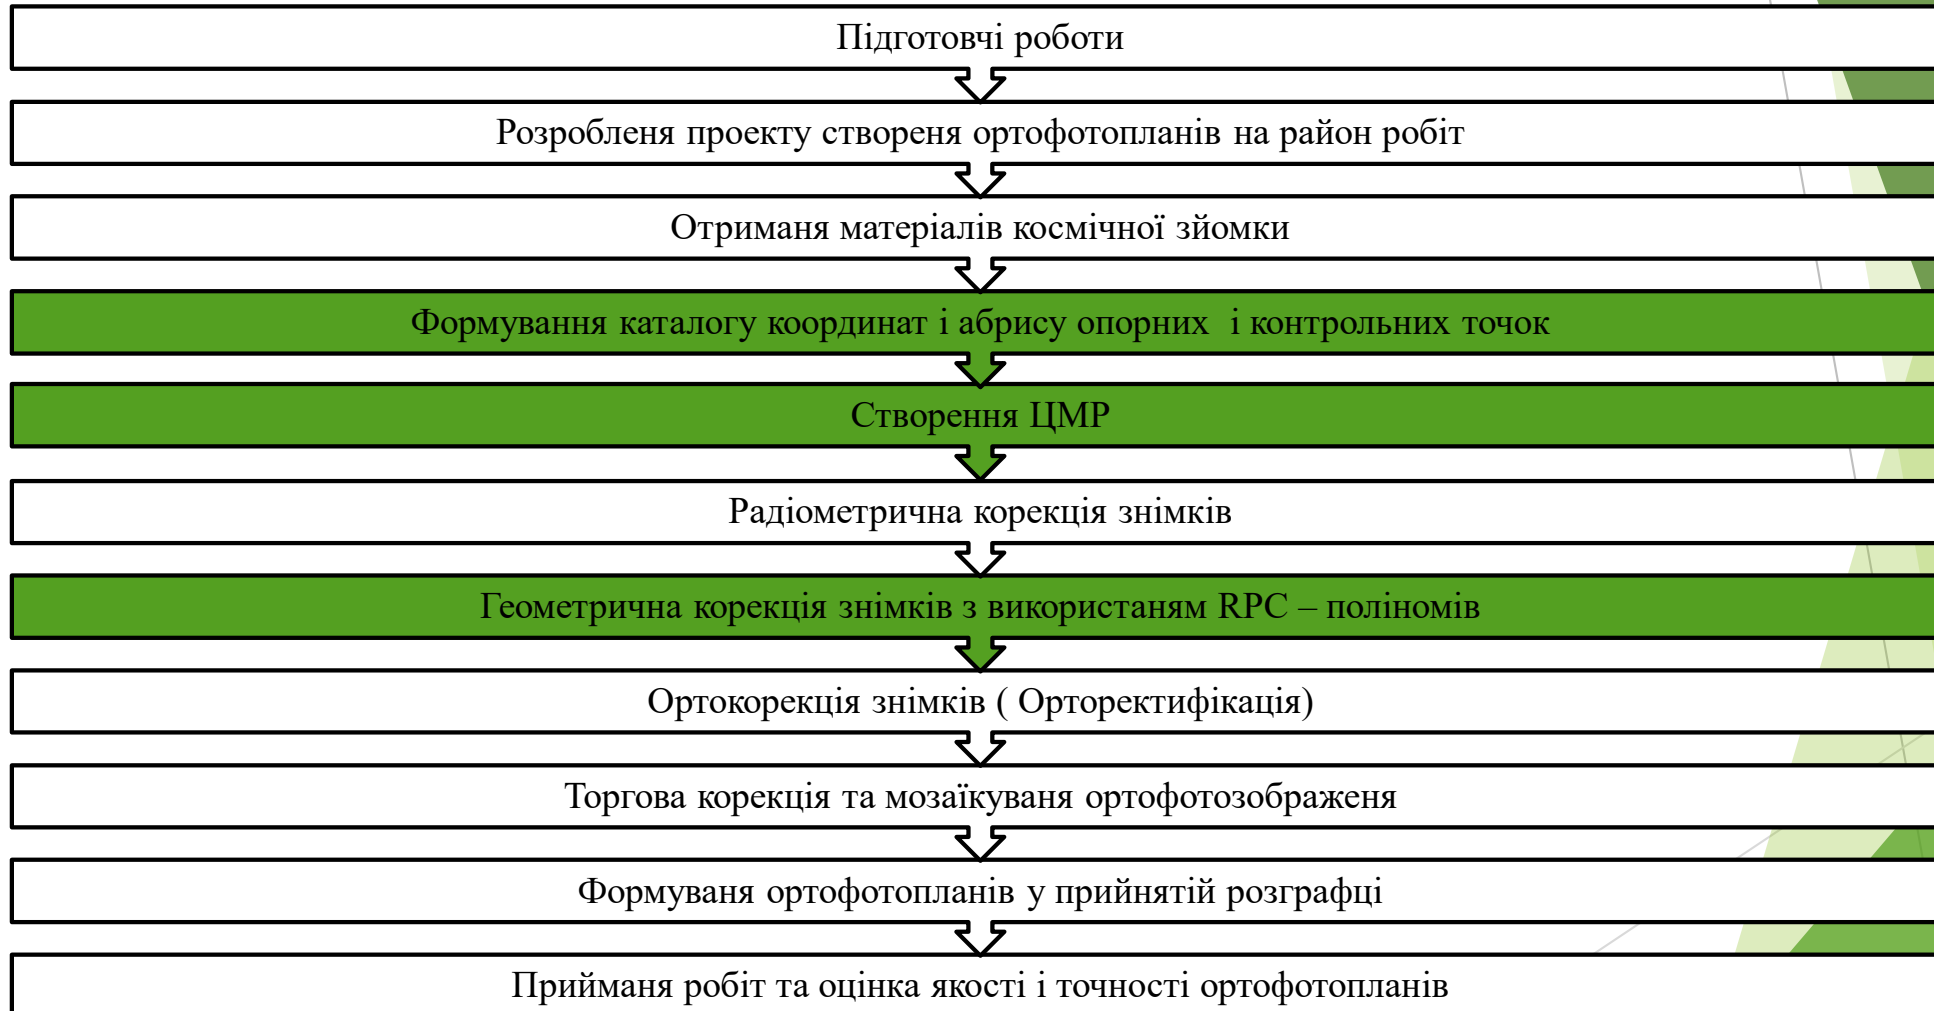 Підготовчі роботи
Розробленя проекту створеня ортофотопланів на район робіт
Отриманя матеріалів космічної зйомки
Формування каталогу координат і абрису опорних і контрольних точок
Створення ЦМР
Радіометрична корекція знімків
Геометрична корекція знімків з використаням RPC – поліномів
Ортокорекція знімків ( Орторектифікація)
Торгова корекція та мозаїкуваня ортофотозображеня
Формуваня ортофотопланів у прийнятій розграфці
Прийманя робіт та оцінка якості і точності ортофотопланів